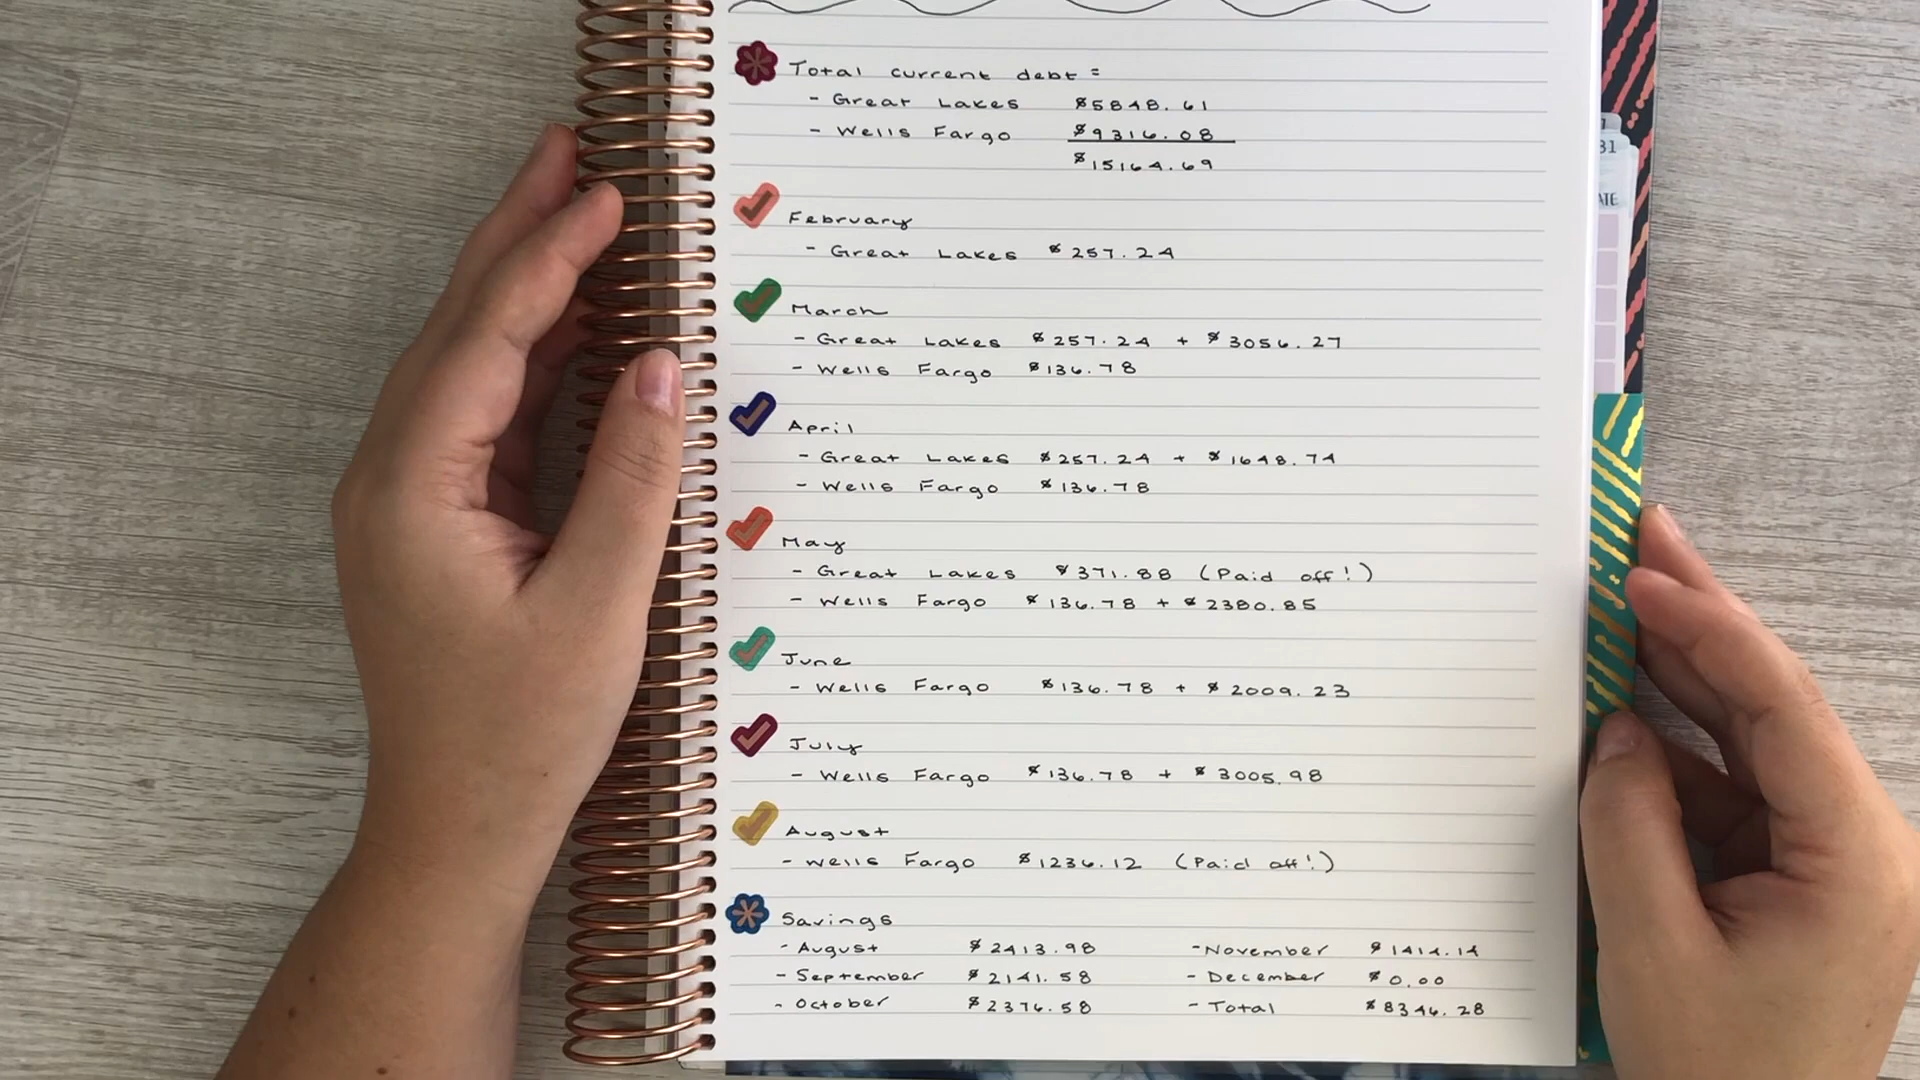 Total current debt =
- Great Lakes $5848.61
- Wells Fargo $9316.08
$15164.69
February
- Great Lakes $257.24
March
- Great Lakes $257.24 + $3056.27
- Wells Fargo $136.78
April
- Great Lakes $257.24 + $1648.74
- Wells Fargo $136.78
May
- Great Lakes $371.88 (Paid off!)
- Wells Fargo $136.78 + $2380.85
June
- Wells Fargo $136.78 + $2009.23
July
- Wells Fargo $136.78 + $3005.98
August
- Wells Fargo $1236.12 (Paid off!)
Savings
- August $2413.98
- September $2141.58
- October $2376.58
- November $1414.14
- December $0.00
- Total $8346.28
31